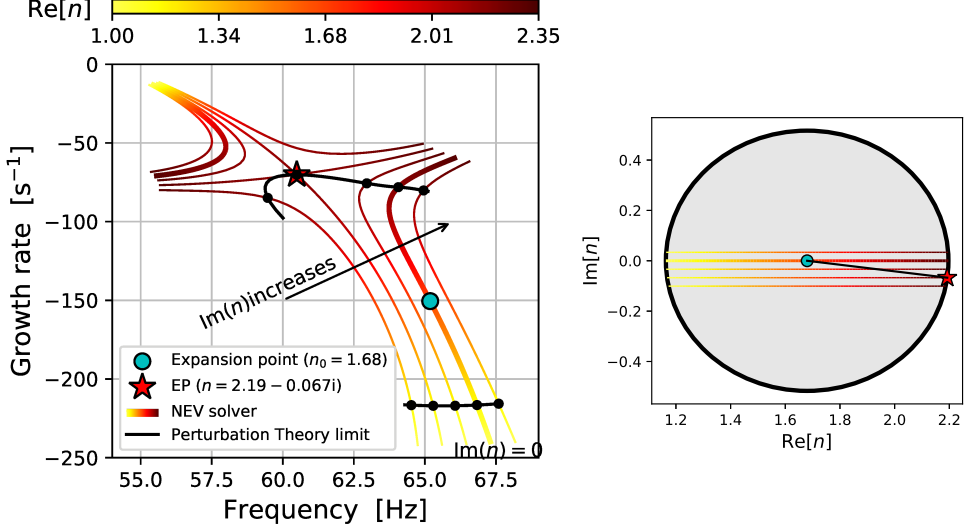 Re[n]
1.00 1.34 1.68 2.01 2.35
0
−50
−100
−150
−200
−250
Growth rate [s⁻¹]
Im(n)increases
Expansion point (n₀ = 1.68)
EP (n = 2.19 − 0.067i)
NEV solver
Perturbation Theory limit
Im(n) = 0
55.0 57.5 60.0 62.5 65.0 67.5
Frequency [Hz]
0.4
0.2
0.0
−0.2
−0.4
Im[n]
1.2 1.4 1.6 1.8 2.0 2.2
Re[n]